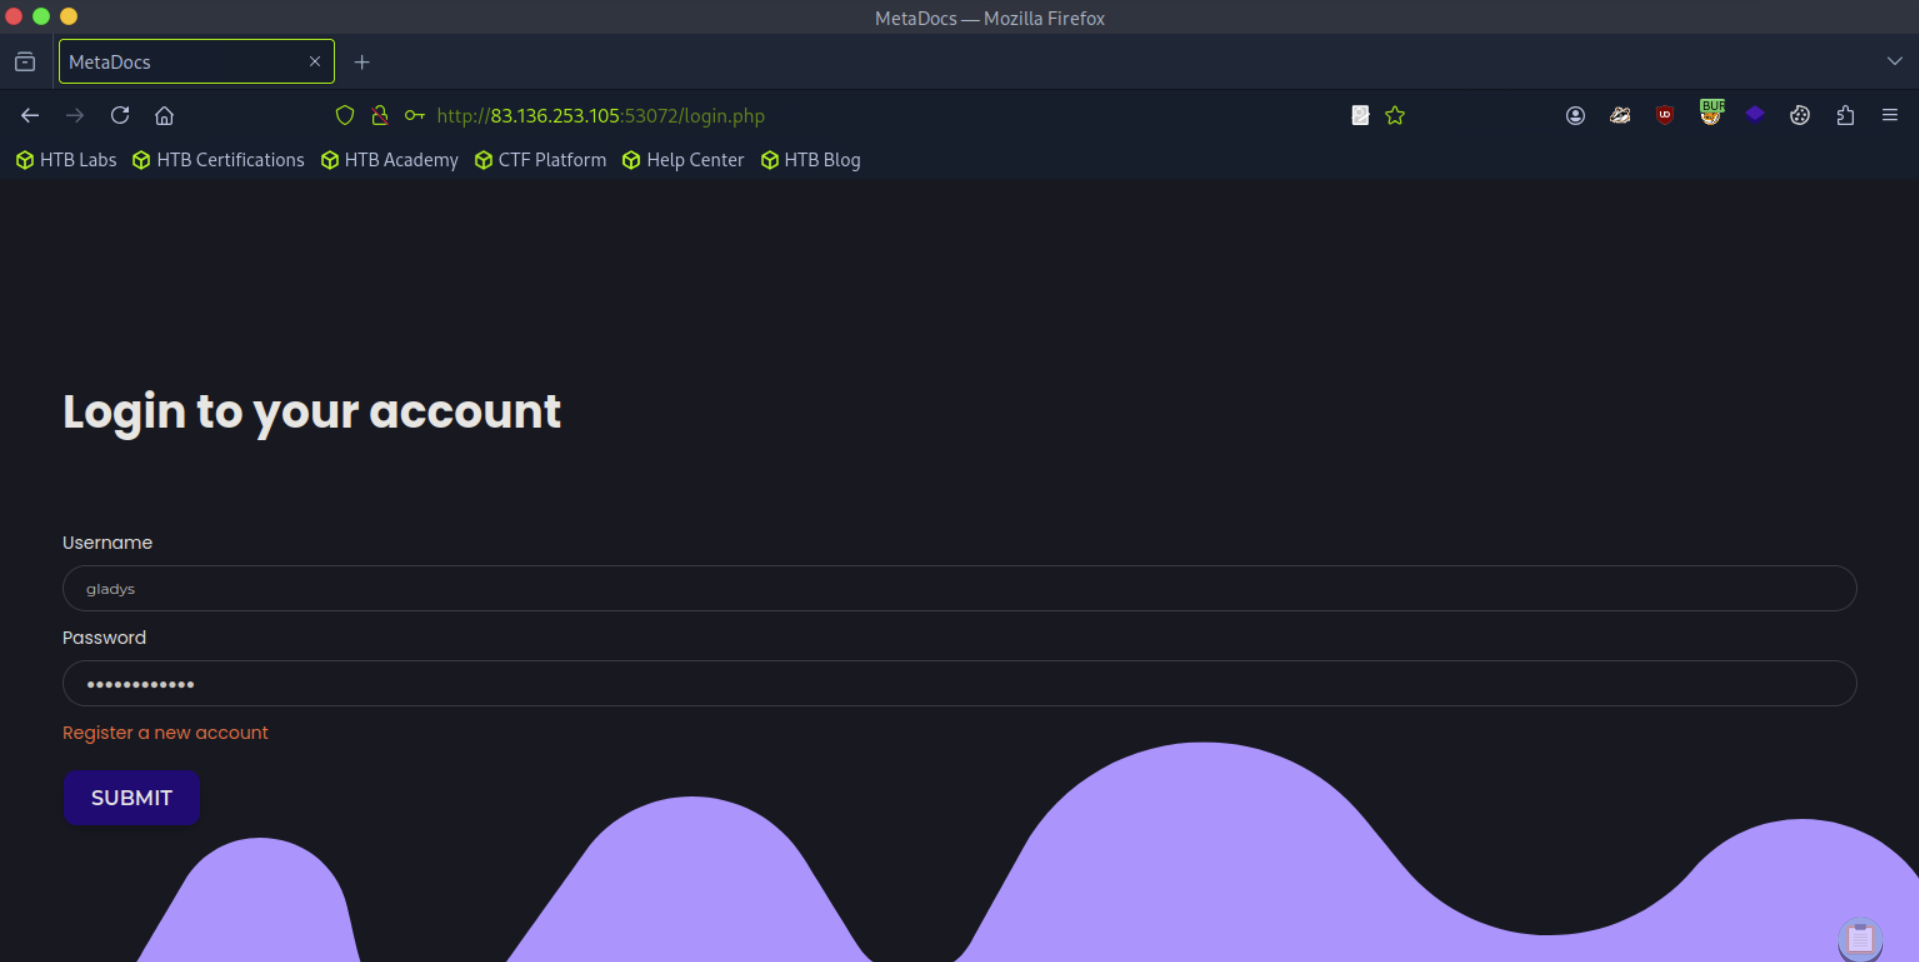 MetaDocs — Mozilla Firefox
MetaDocs
http://83.136.253.105:53072/login.php
BUR
HTB Labs HTB Certifications HTB Academy CTF Platform Help Center HTB Blog
Login to your account
Username
gladys
Password
Register a new account
SUBMIT